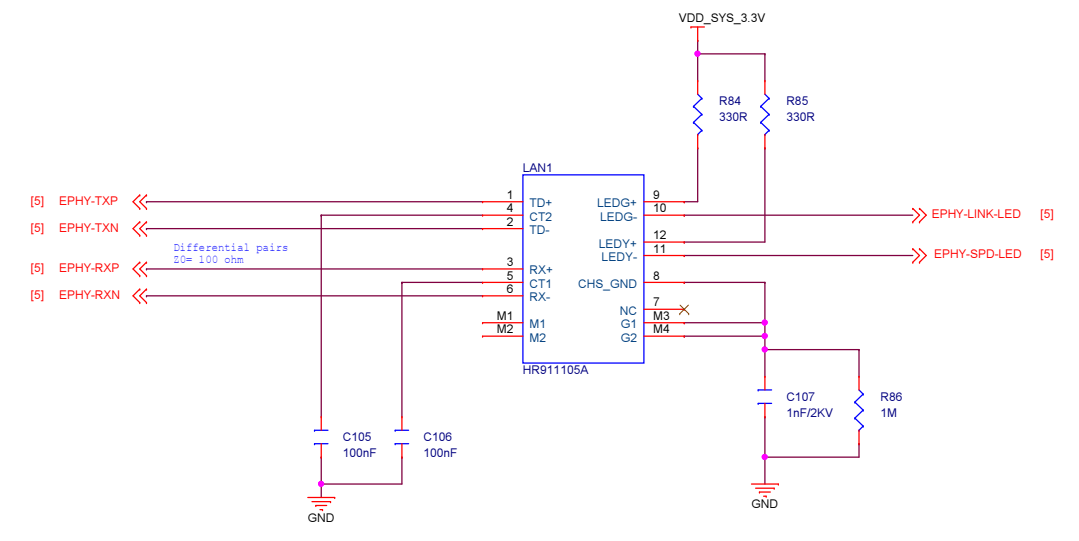 VDD_SYS_3.3V
R84
330R
R85
330R
LAN1
[5] EPHY-TXP
1
TD+
4
CT2
[5] EPHY-TXN
2
TD-
Differential pairs
Z0= 100 ohm
[5] EPHY-RXP
3
RX+
5
CT1
[5] EPHY-RXN
6
RX-
M1
M1
M2
M2
LEDG+
9
LEDG-
10
EPHY-LINK-LED [5]
LEDY+
12
LEDY-
11
EPHY-SPD-LED [5]
CHS_GND
8
NC
7
G1
M3
G2
M4
HR911105A
C107
1nF/2KV
R86
1M
C105
100nF
C106
100nF
GND
GND